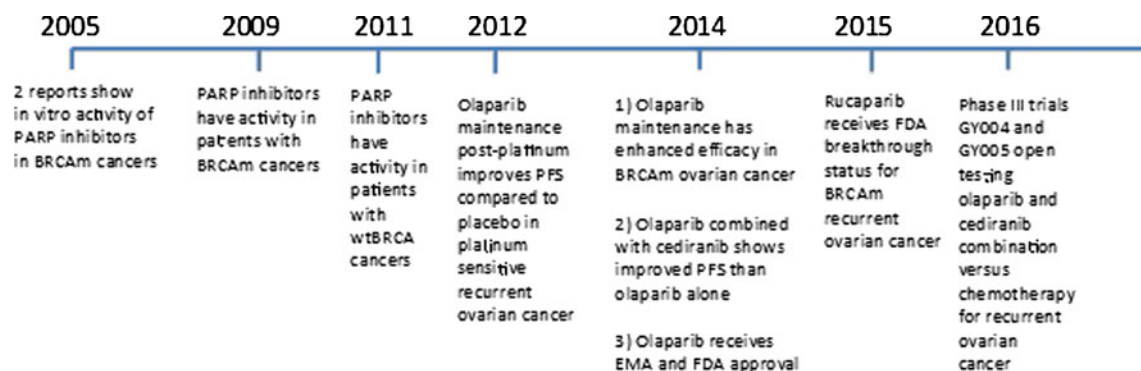 2005
2009
2011
2012
2014
2015
2016
2 reports show
in vitro activity of
PARP inhibitors
in BRCAm cancers
PARP inhibitors
have activity in
patients with
BRCAm cancers
PARP
inhibitors
have
activity in
patients
with
wtBRCA
cancers
Olaparib
maintenance
post-platinum
improves PFS
compared to
placebo in
platinum
sensitive
recurrent
ovarian cancer
1) Olaparib
maintenance has
enhanced efficacy in
BRCAm ovarian cancer
2) Olaparib combined
with cediranib shows
improved PFS than
olaparib alone
3) Olaparib receives
EMA and FDA approval
Rucaparib
receives FDA
breakthrough
status for
BRCAm
recurrent
ovarian cancer
Phase III trials
GY004 and
GY005 open
testing
olaparib and
cediranib
combination
versus
chemotherapy
for recurrent
ovarian
cancer